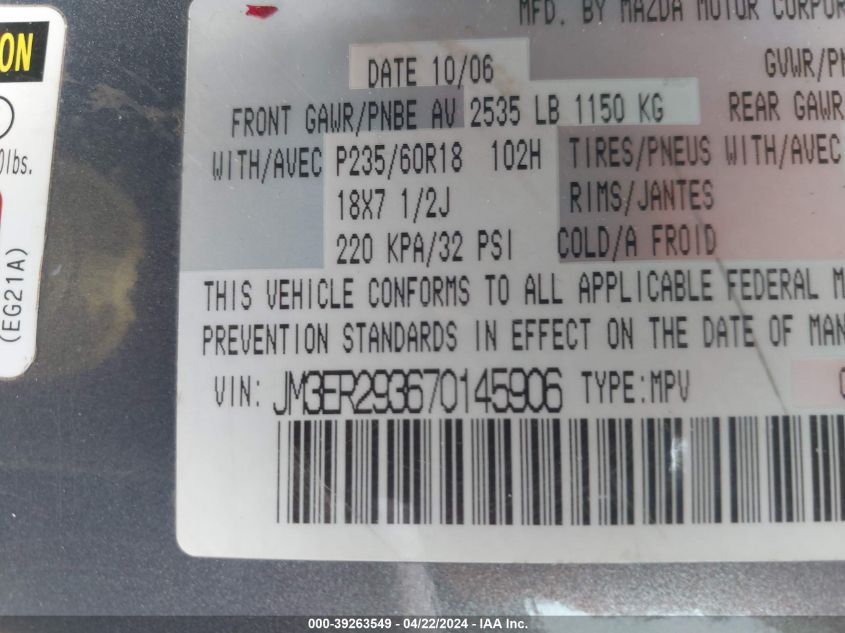 ON
0lbs.
(EG21A)
MFD. BY MAZDA MOTOR CORPOR
DATE 10/06
GVWR/PN
FRONT GAWR/PNBE AV 2535 LB 1150 KG REAR GAWR
WITH/AVEC P235/60R18 102H TIRES/PNEUS WITH/AVEC
18X7 1/2J RIMS/JANTES
220 KPA/32 PSI COLD/A FROID
THIS VEHICLE CONFORMS TO ALL APPLICABLE FEDERAL M
PREVENTION STANDARDS IN EFFECT ON THE DATE OF MAN
VIN: JM3ER293670145906 TYPE:MPV
000-39263549 - 04/22/2024 - IAA Inc.